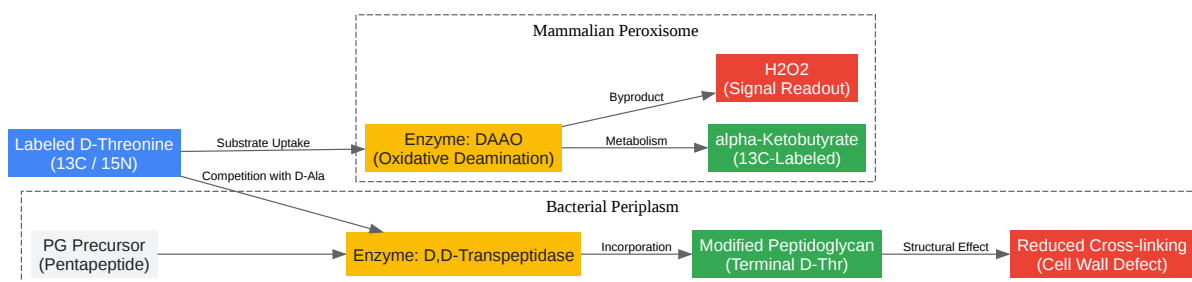 Mammalian Peroxisome
H2O2
(Signal Readout)
Byproduct
Labeled D-Threonine
(13C / 15N)
Substrate Uptake
Enzyme: DAAO
(Oxidative Deamination)
Metabolism
alpha-Ketobutyrate
(13C-Labeled)
Competition with D-Ala
Bacterial Periplasm
PG Precursor
(Pentapeptide)
Enzyme: D,D-Transpeptidase
Incorporation
Modified Peptidoglycan
(Terminal D-Thr)
Structural Effect
Reduced Cross-linking
(Cell Wall Defect)